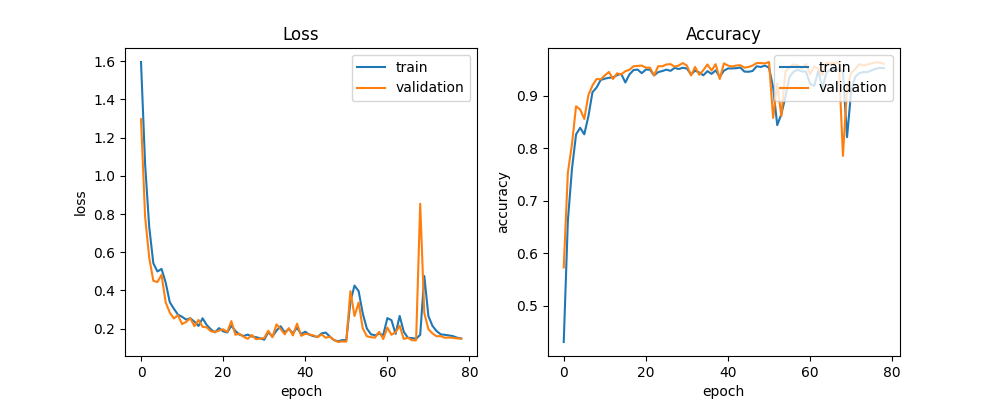 Loss
train
validation
1.6
1.4
1.2
1.0
0.8
0.6
0.4
0.2
loss
0 20 40 60 80
epoch
Accuracy
train
validation
0.9
0.8
0.7
0.6
0.5
accuracy
0 20 40 60 80
epoch